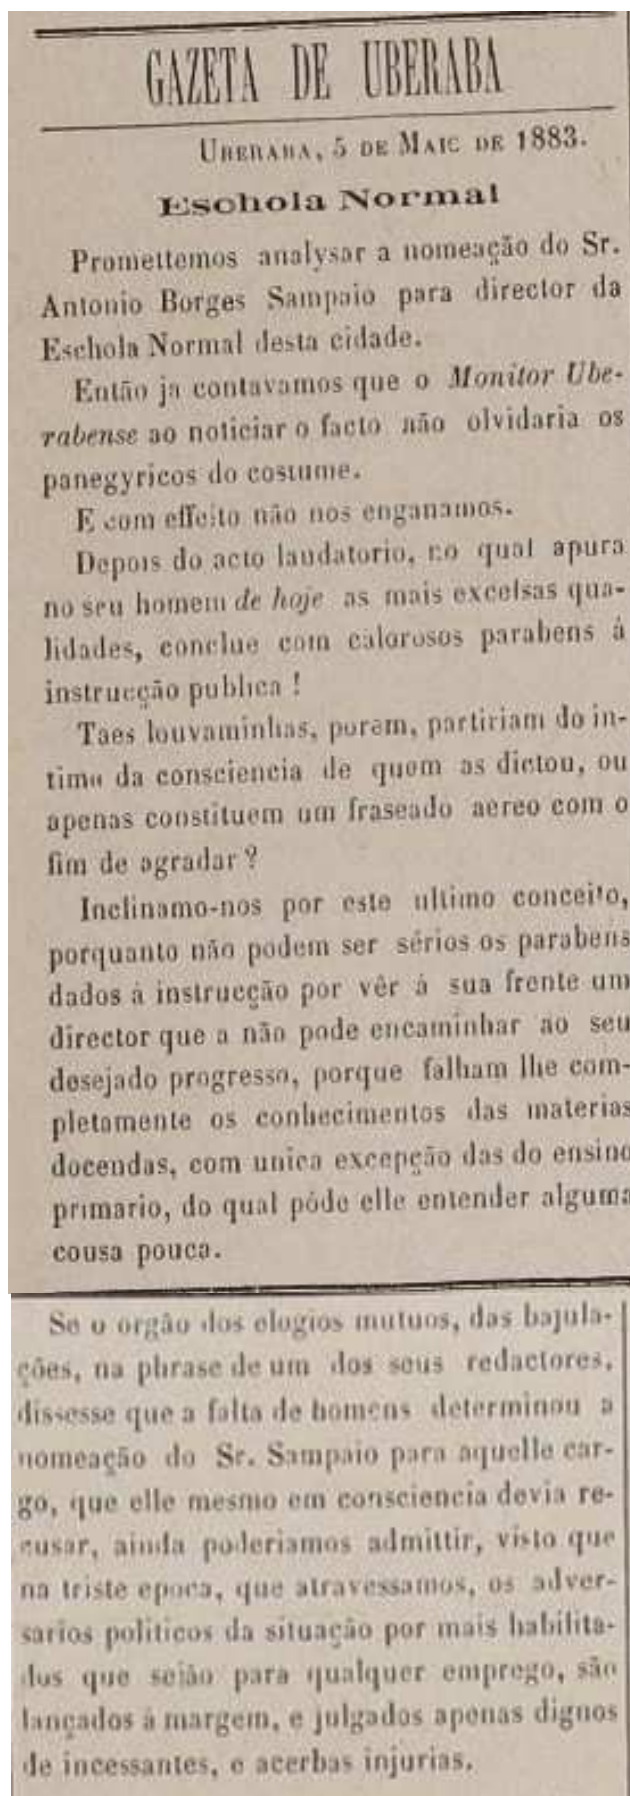 GAZETA DE UBERABA
UBERABA, 5 DE MAIO DE 1883.
Eschola Normal
Promettemos analysar a nomeação do Sr.
Antonio Borges Sampaio para director da
Eschola Normal desta cidade.
Então ja contavamos que o Monitor Ube-
rabense ao noticiar o facto não olvidaria os
panegyricos do costume.
E com effeito não nos enganamos.
Depois do acto laudatorio, no qual apura
no seu homem de hoje as mais excelsas qua-
lidades, conclue com calorosos parabens á
instrucção publica !
Taes louvaminhas, porem, partiriam do in-
timo da consciencia de quem as dictou, ou
apenas constituem um fraseado aereo com o
fim de agradar ?
Inclinamo-nos por este ultimo conceito,
porquanto não podem ser sérios os parabens
dados á instrucção por vêr á sua frente um
director que a não pode encaminhar ao seu
desejado progresso, porque falham lhe com-
pletamente os conhecimentos das materias
docendas, com unica excepção das do ensino
primario, do qual póde elle entender alguma
cousa pouca.
Se o orgão dos elogios mutuos, das bajula-
ções, na phrase de um dos seus redactores,
dissesse que a falta de homens determinou a
nomeação do Sr. Sampaio para aquelle car-
go, que elle mesmo em consciencia devia re-
cusar, ainda poderiamos admittir, visto que
na triste epoca, que atravessamos, os adver-
sarios politicos da situação por mais habilita-
dos que sejão para qualquer emprego, são
lançados á margem, e julgados apenas dignos
de incessantes, e acerbas injurias.